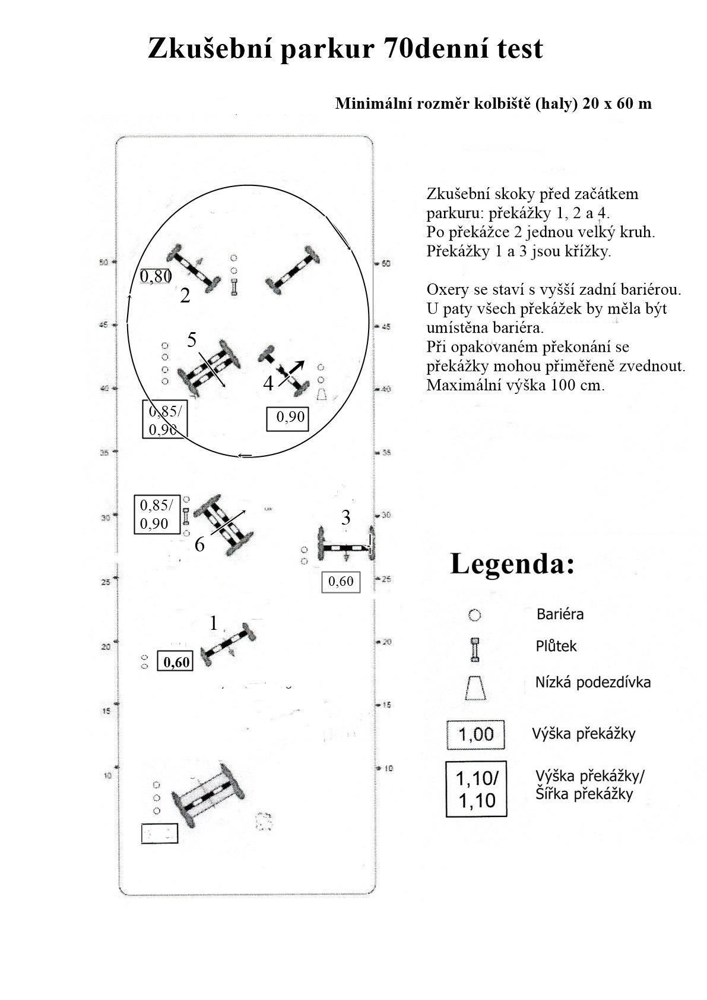 Zkušební parkur 70denní test
Minimální rozměr kolbiště (haly) 20 x 60 m
Zkušební skoky před začátkem
parkuru: překážky 1, 2 a 4.
Po překážce 2 jednou velký kruh.
Překážky 1 a 3 jsou křížky.
Oxery se staví s vyšší zadní bariérou.
U paty všech překážek by měla být
umístěna bariéra.
Při opakovaném překonání se
překážky mohou přiměřeně zvednout.
Maximální výška 100 cm.
50
50
0,80
2
45
45
5
4
40
40
0,85/
0,90
0,90
35
35
0,85/
0,90
30
30
3
6
25
25
0,60
1
20
20
0,60
15
15
10
10
Legenda:
Bariéra
Plůtek
Nízká podezdívka
1,00
Výška překážky
1,10/
1,10
Výška překážky/
Šířka překážky